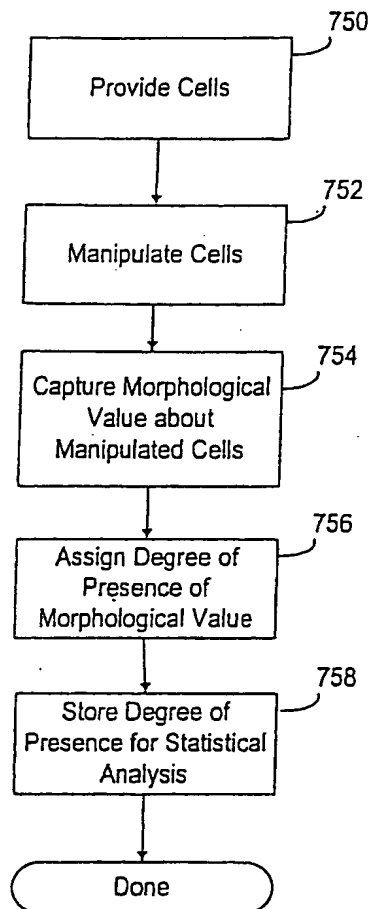 750
Provide Cells
752
Manipulate Cells
754
Capture Morphological
Value about
Manipulated Cells
756
Assign Degree of
Presence of
Morphological Value
758
Store Degree of
Presence for Statistical
Analysis
Done